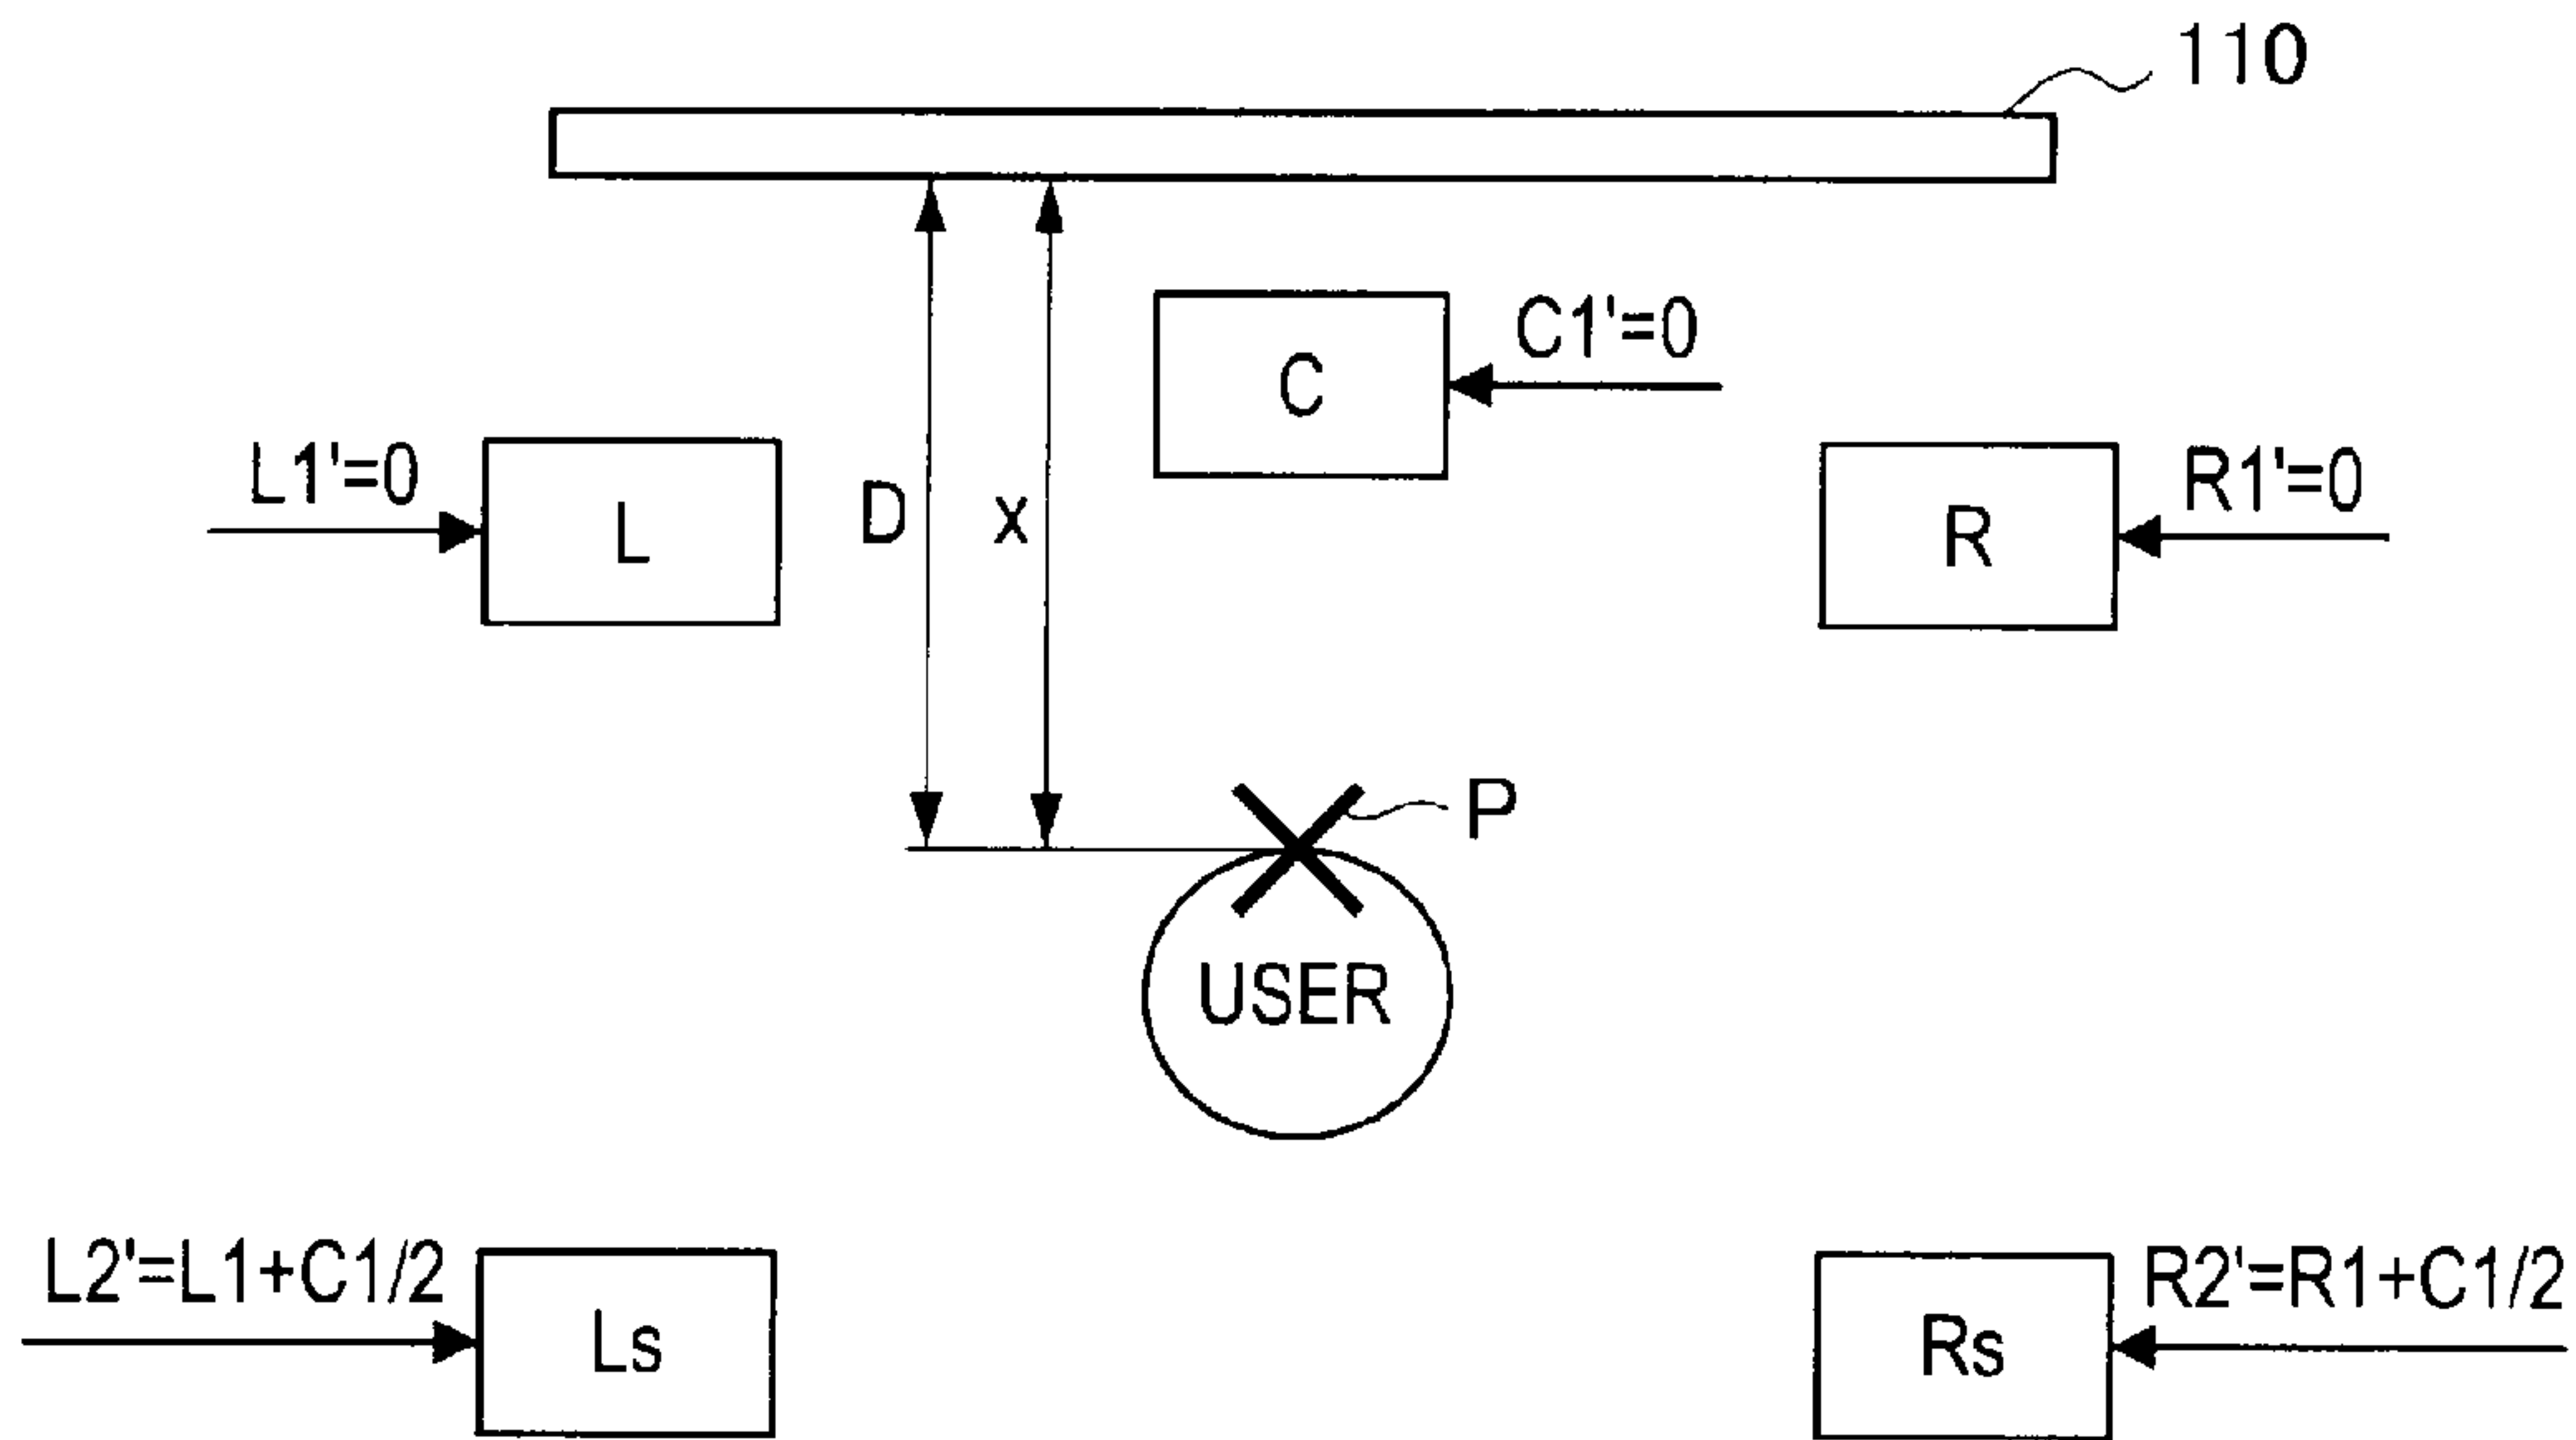 110
C1'=0
C
L1'=0
L
D
x
R1'=0
R
P
USER
L2'=L1+C1/2
Ls
R2'=R1+C1/2
Rs